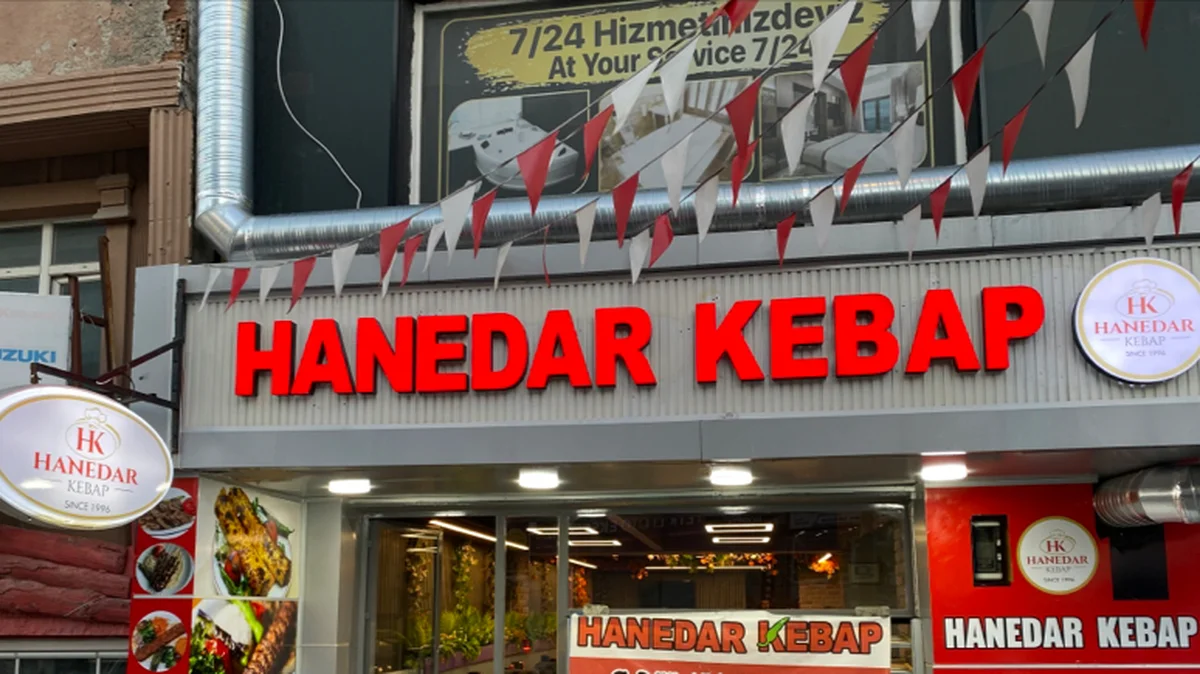 7/24 Hizmetinizdeyiz
At Your Service 7/24
HANEDAR KEBAP
HK
HANEDAR
KEBAP
SINCE 1996
UZUKI
HK
HANEDAR
KEBAP
SINCE 1996
HK
HANEDAR
KEBAP
SINCE 1996
HANEDAR KEBAP
HANEDAR KEBAP